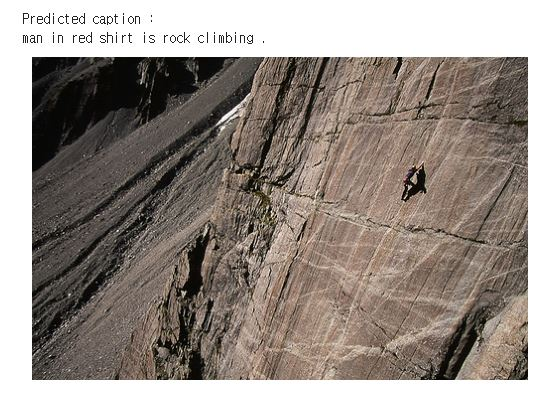 Predicted caption :
man in red shirt is rock climbing .